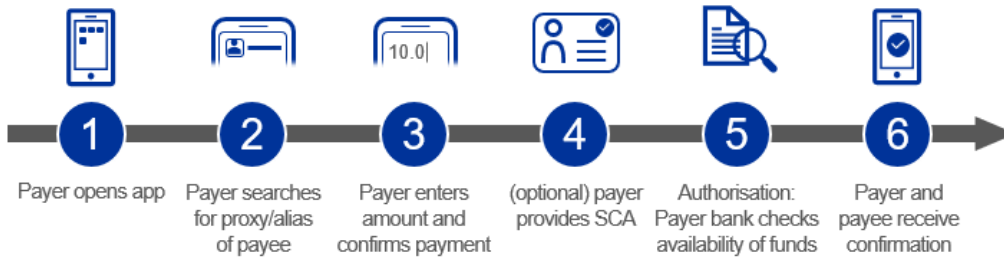 10.0
1
2
3
4
5
6
Payer opens app
Payer searches
for proxy/alias
of payee
Payer enters
amount and
confirms payment
(optional) payer
provides SCA
Authorisation:
Payer bank checks
availability of funds
Payer and
payee receive
confirmation